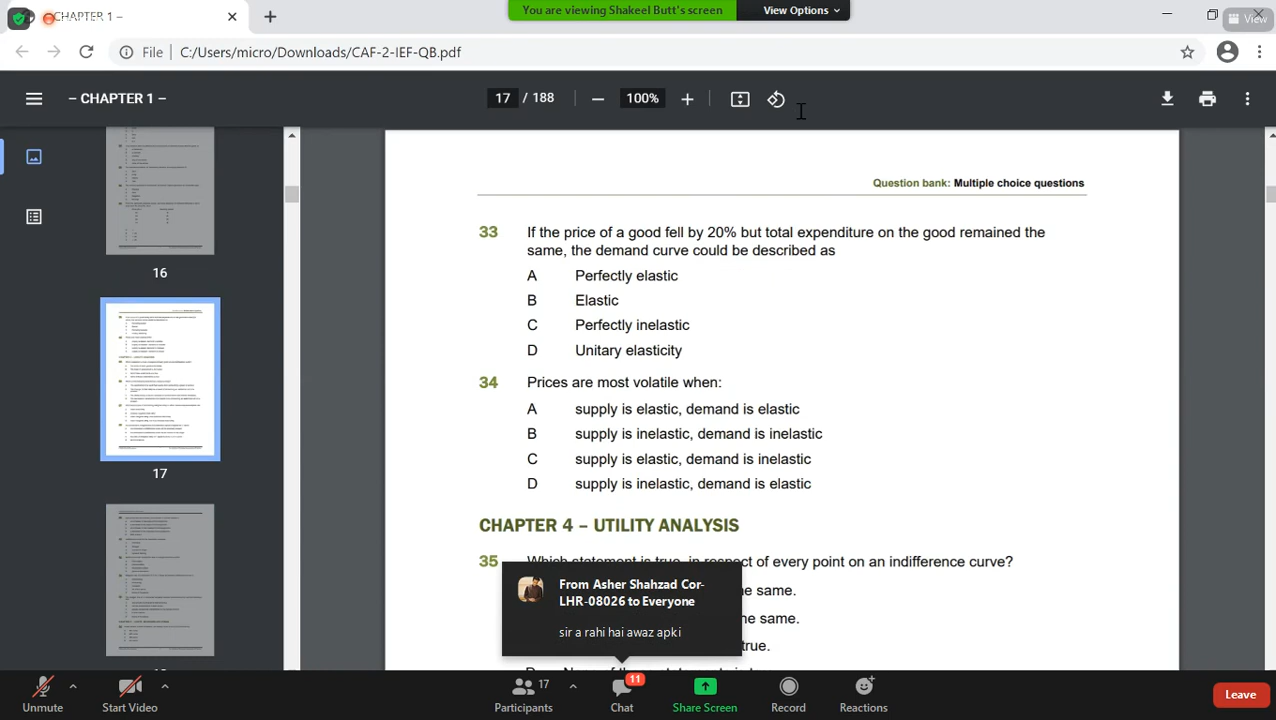 CHAPTER 1 –
You are viewing Shakeel Butt's screen
View Options
View
File
C:/Users/micro/Downloads/CAF-2-IEF-QB.pdf
– CHAPTER 1 –
17 / 188
100%
16
17
Question bank: Multiple choice questions
33 If the price of a good fell by 20% but total expenditure on the good remained the
same, the demand curve could be described as
A Perfectly elastic
B Elastic
C Perfectly inelastic
D Unitary elasticity
34 Prices are most volatile when:
A supply is elastic, demand is elastic
B supply is inelastic, demand is inelastic
C supply is elastic, demand is inelastic
D supply is inelastic, demand is elastic
CHAPTER 4 – UTILITY ANALYSIS
35 of every point on an indifference curve?
same.
same.
true.
From Asher Shahzad Cor-
LHR-08026 to Everyone
sir a rahi hai awaz apki
Unmute
Start Video
17
Participants
11
Chat
Share Screen
Record
Reactions
Leave